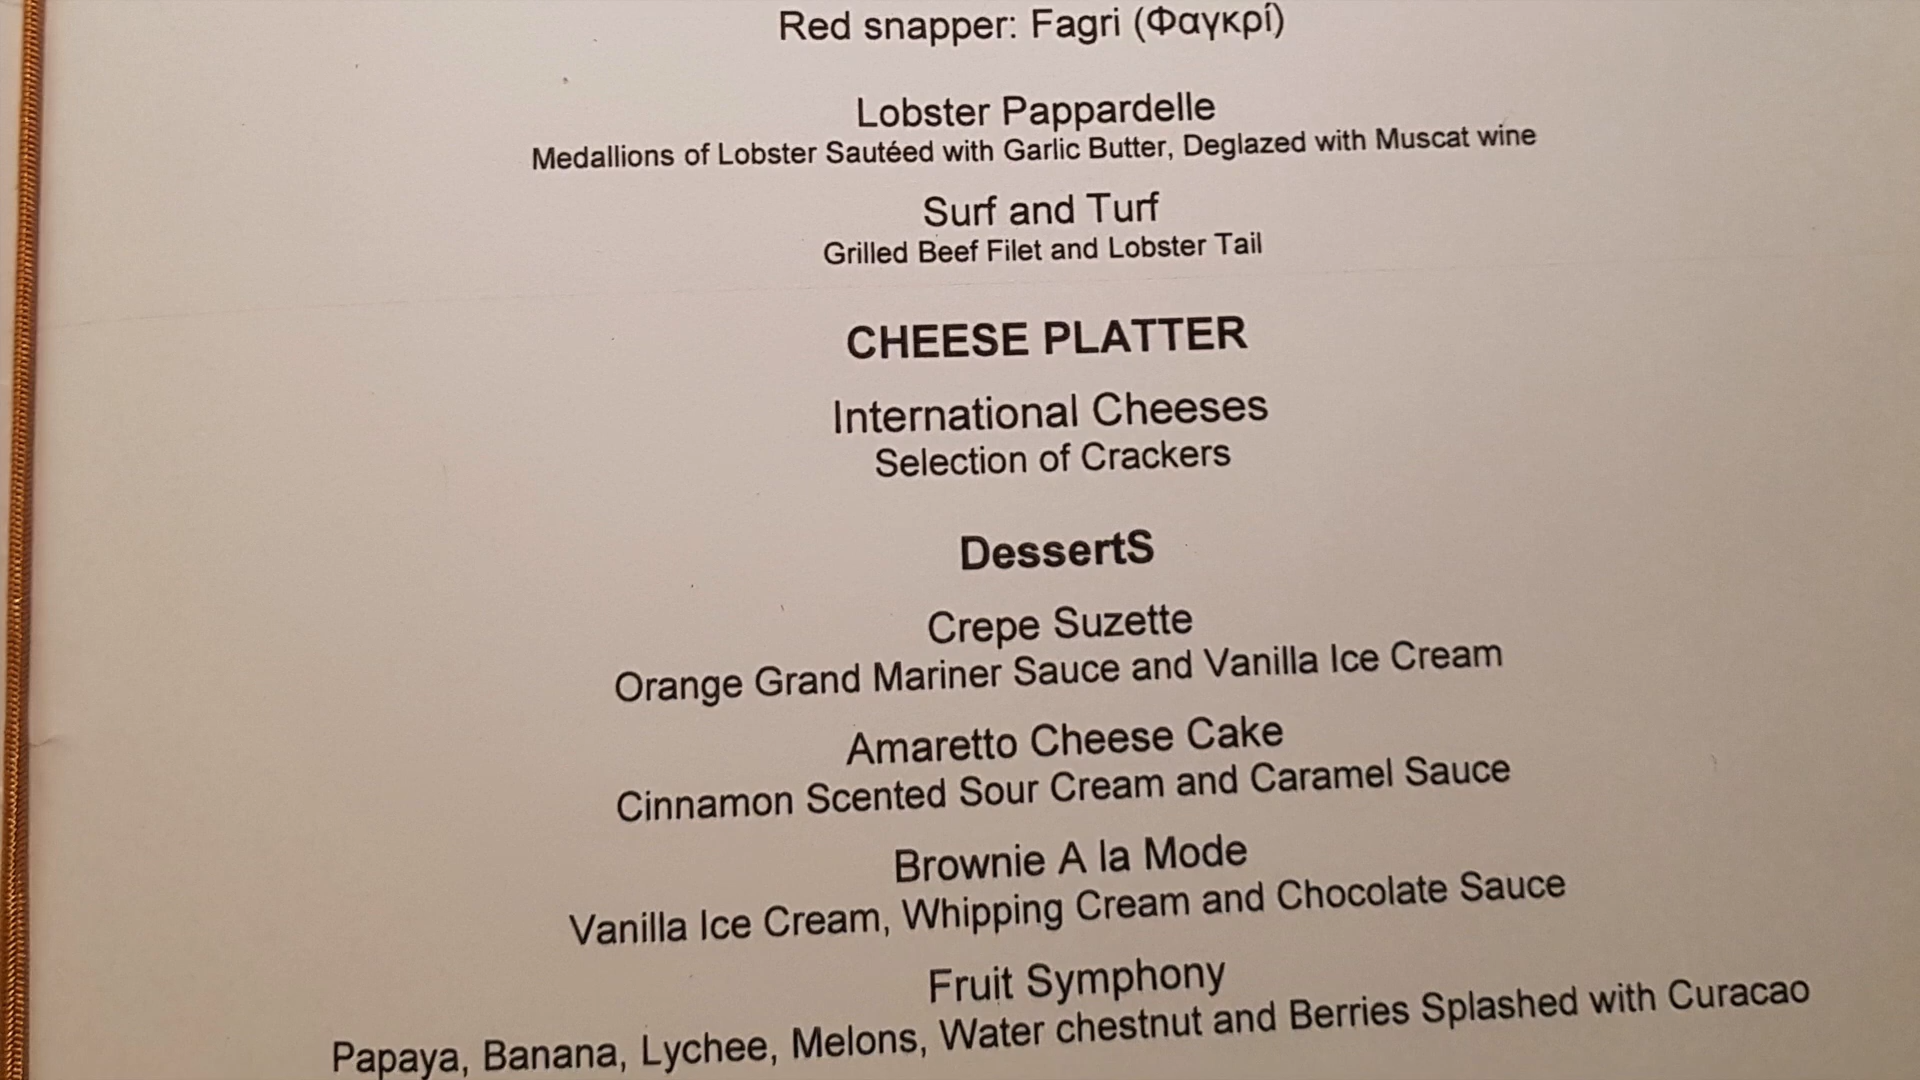 Red snapper: Fagri (Φαγκρί)
Lobster Pappardelle
Medallions of Lobster Sautéed with Garlic Butter, Deglazed with Muscat wine
Surf and Turf
Grilled Beef Filet and Lobster Tail
CHEESE PLATTER
International Cheeses
Selection of Crackers
DessertS
Crepe Suzette
Orange Grand Mariner Sauce and Vanilla Ice Cream
Amaretto Cheese Cake
Cinnamon Scented Sour Cream and Caramel Sauce
Brownie A la Mode
Vanilla Ice Cream, Whipping Cream and Chocolate Sauce
Fruit Symphony
Papaya, Banana, Lychee, Melons, Water chestnut and Berries Splashed with Curacao